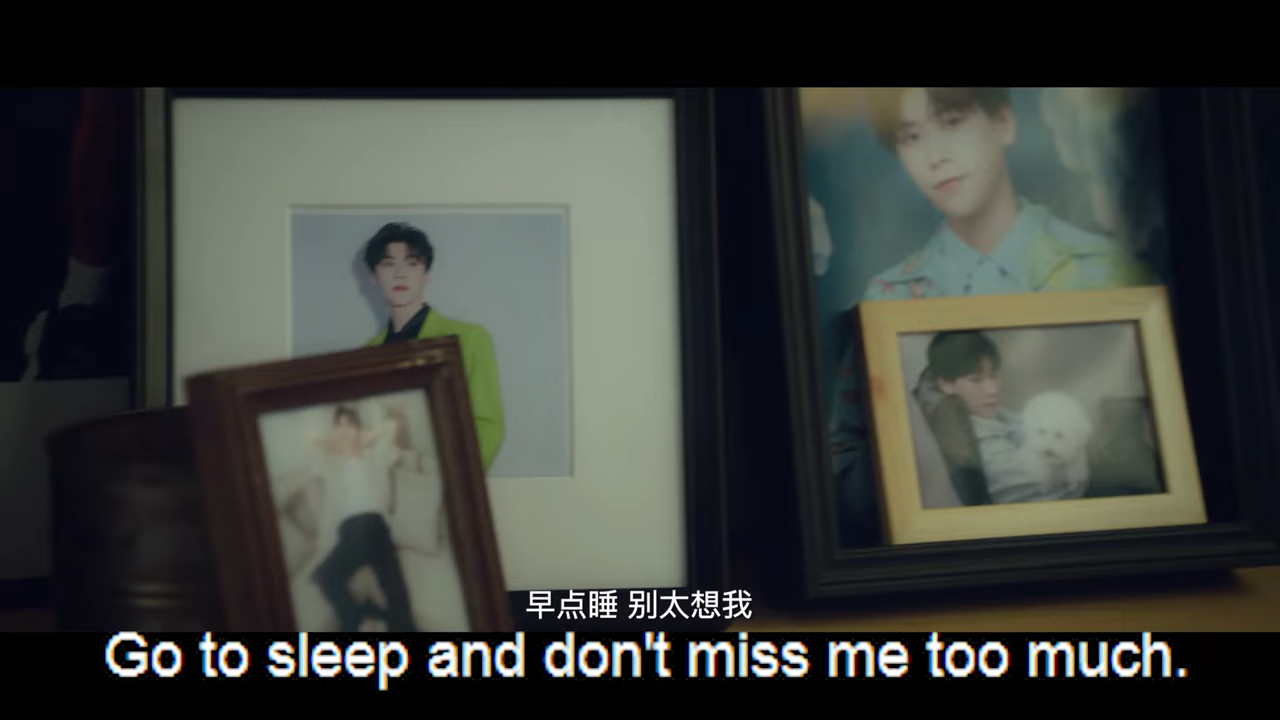 早点睡 别太想我
Go to sleep and don't miss me too much.